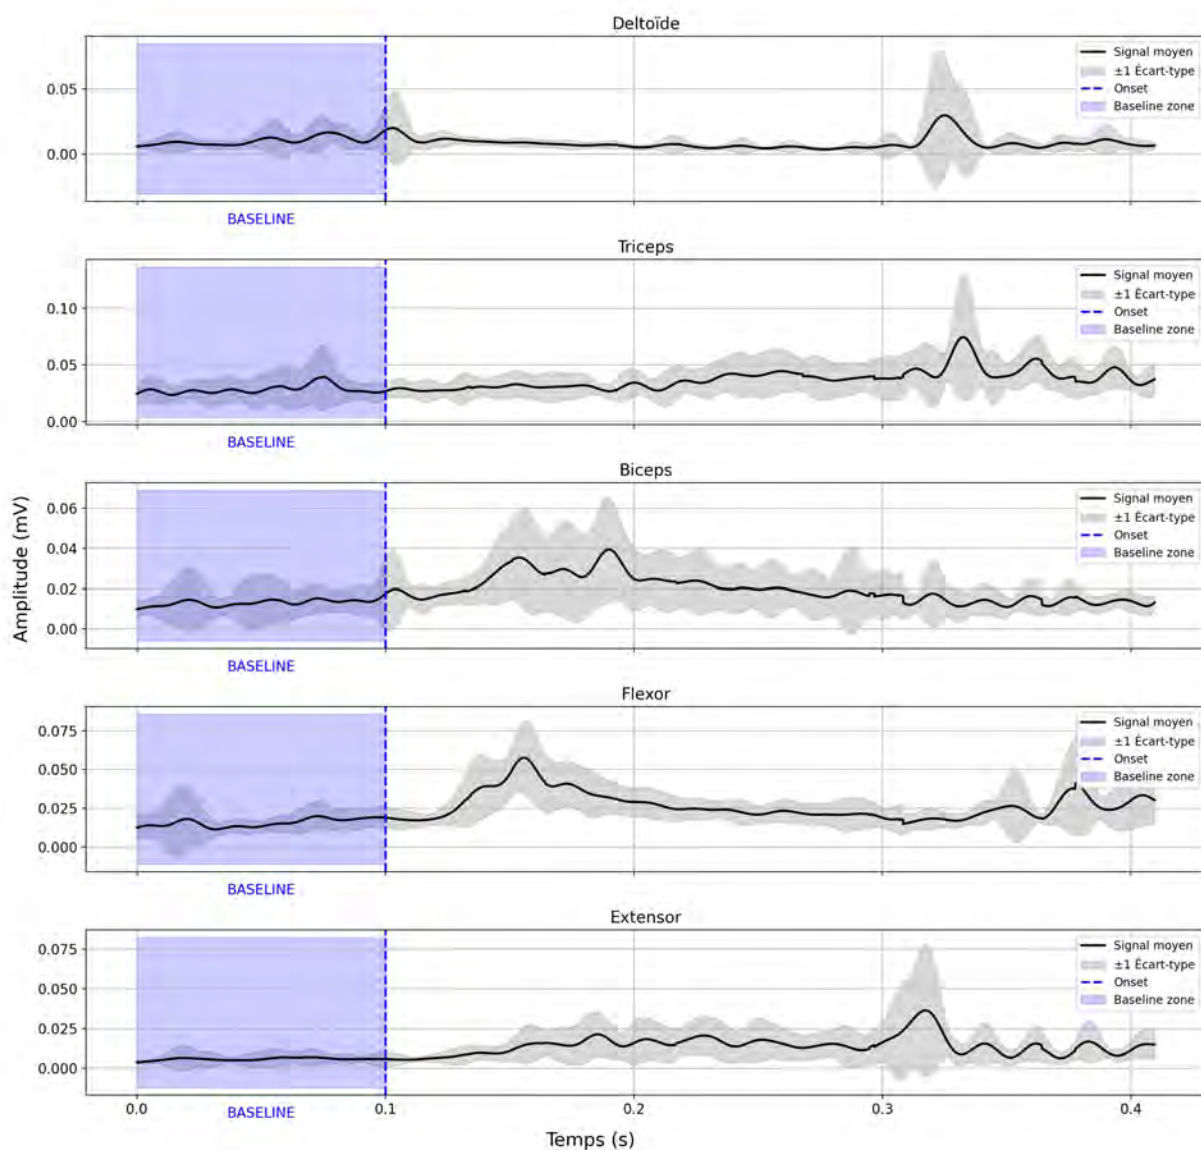 Deltoïde
0.05
0.00
Signal moyen
±1 Écart-type
Onset
Baseline zone
BASELINE
Triceps
0.10
0.05
0.00
Signal moyen
±1 Écart-type
Onset
Baseline zone
BASELINE
Biceps
0.06
0.04
0.02
0.00
Signal moyen
±1 Écart-type
Onset
Baseline zone
BASELINE
Amplitude (mV)
Flexor
0.075
0.050
0.025
0.000
Signal moyen
±1 Écart-type
Onset
Baseline zone
BASELINE
Extensor
0.075
0.050
0.025
0.000
Signal moyen
±1 Écart-type
Onset
Baseline zone
0.0 0.1 0.2 0.3 0.4
BASELINE
Temps (s)